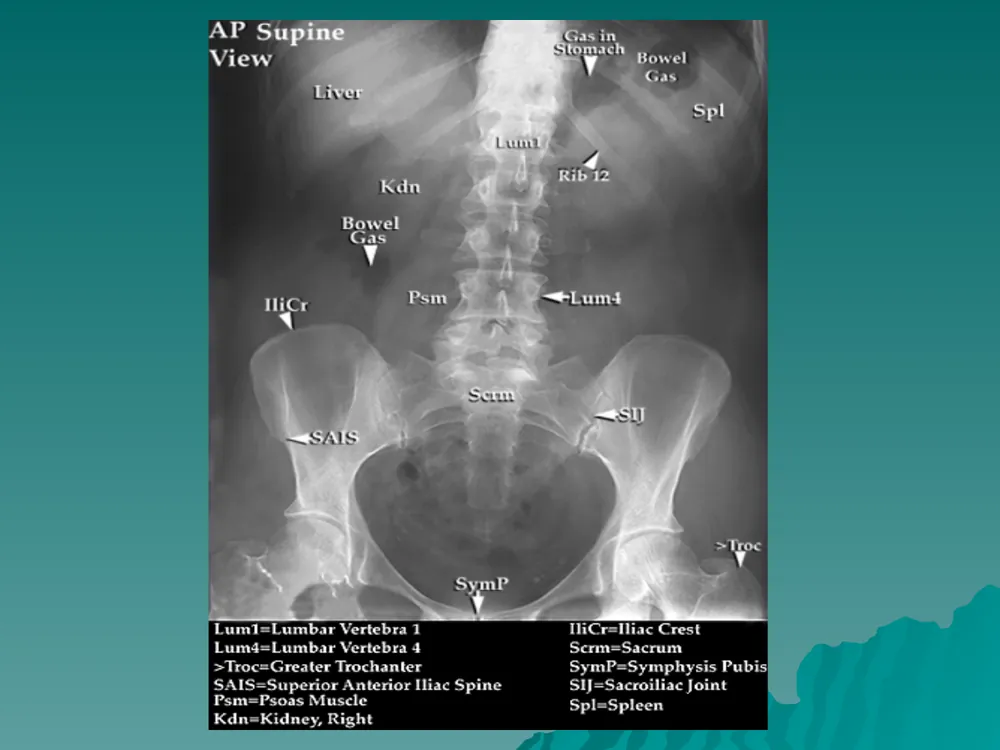 AP Supine
View
Gas in
Stomach
Bowel
Gas
Liver
Spl
Lum1
Rib 12
Kdn
Bowel
Gas
Psm
Lum4
IliCr
Scrm
SIJ
SAIS
>Troc
SymP
Lum1=Lumbar Vertebra 1
Lum4=Lumbar Vertebra 4
>Troc=Greater Trochanter
SAIS=Superior Anterior Iliac Spine
Psm=Psoas Muscle
Kdn=Kidney, Right
IliCr=Iliac Crest
Scrm=Sacrum
SymP=Symphysis Pubis
SIJ=Sacroiliac Joint
Spl=Spleen